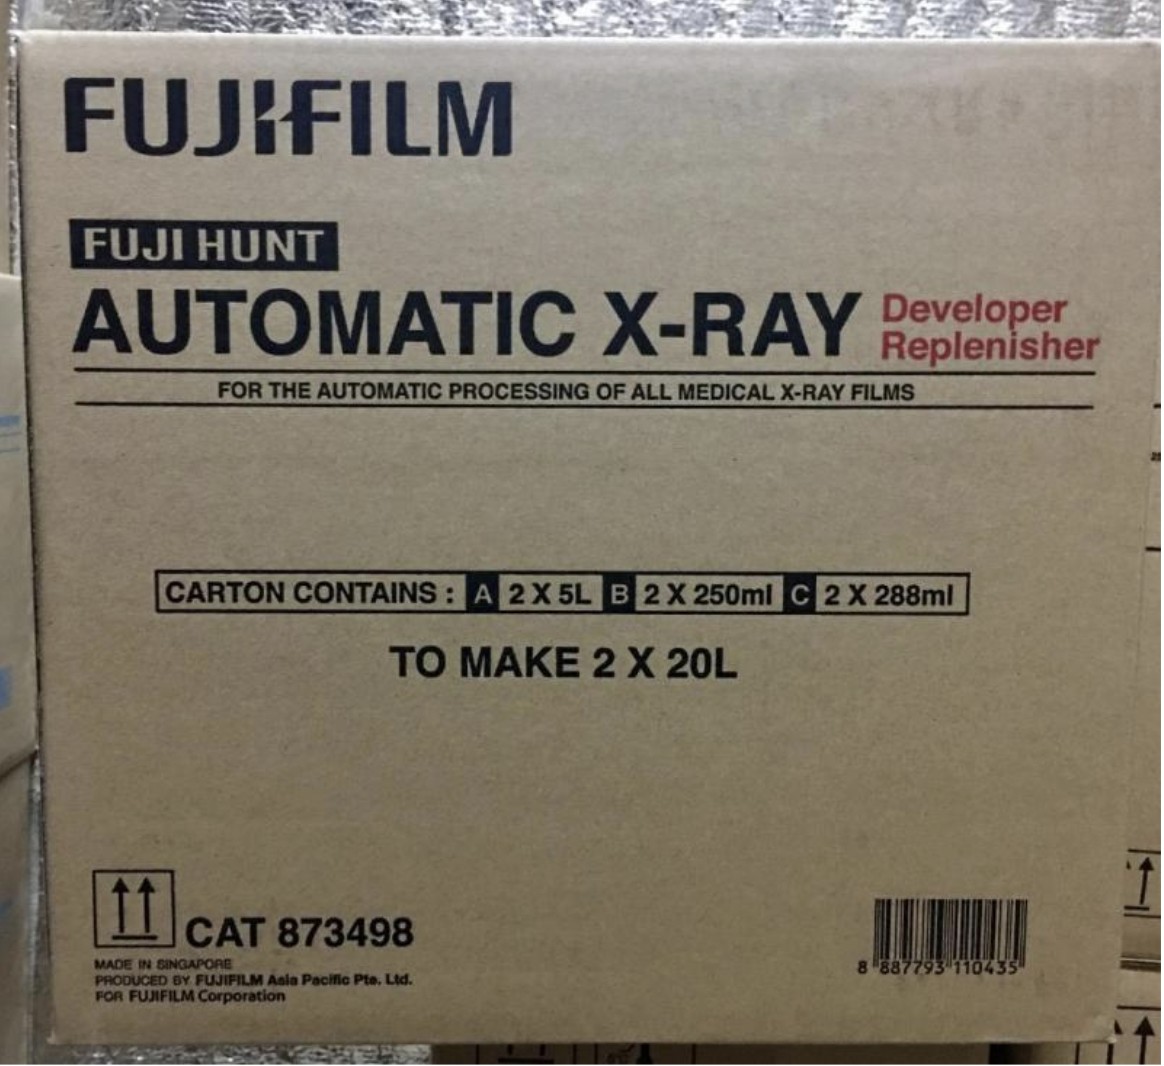 FUJIFILM
FUJI HUNT
AUTOMATIC X-RAY
Developer
Replenisher
FOR THE AUTOMATIC PROCESSING OF ALL MEDICAL X-RAY FILMS
CARTON CONTAINS : A 2 X 5L B 2 X 250ml C 2 X 288ml
TO MAKE 2 X 20L
CAT 873498
MADE IN SINGAPORE
PRODUCED BY FUJIFILM Asia Pacific Pte. Ltd.
FOR FUJIFILM Corporation
8 887793 110435